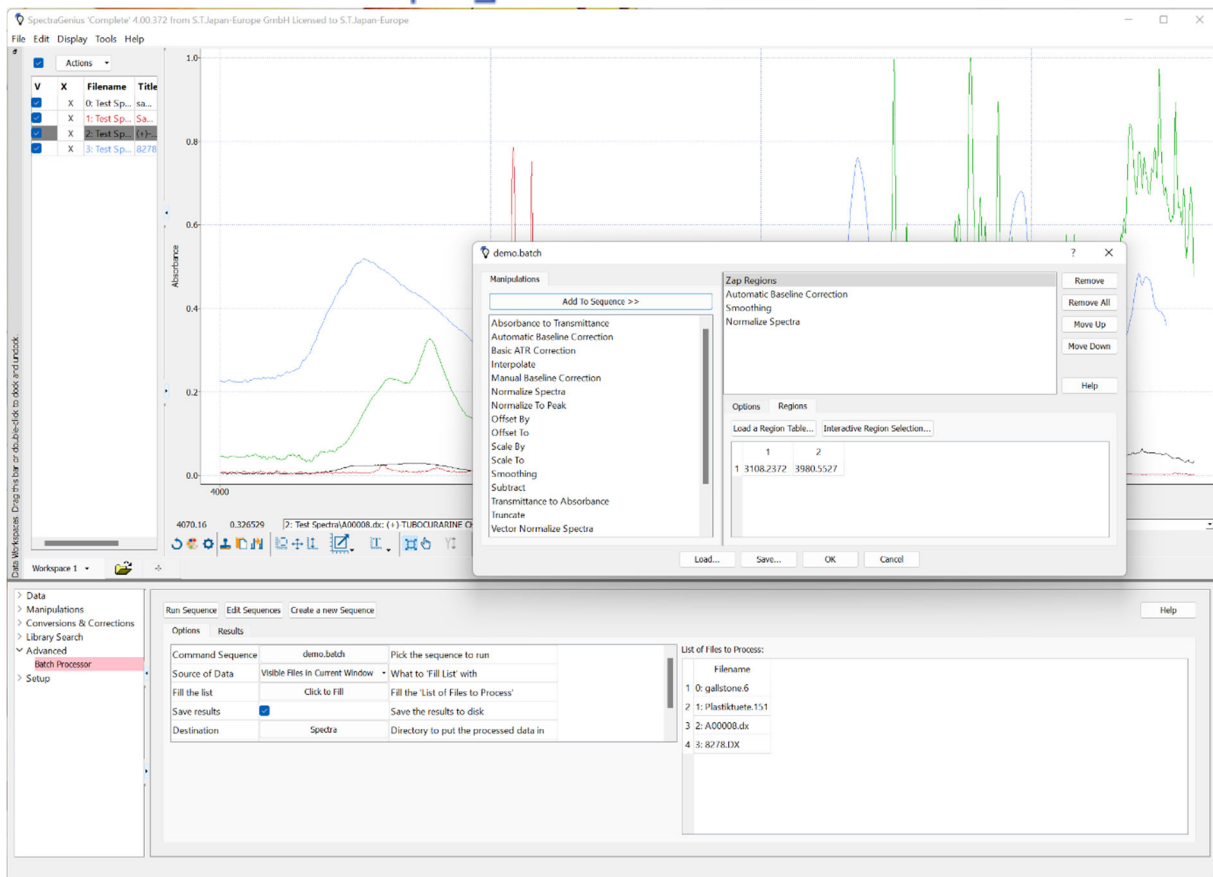 SpectraGenius 'Complete' 4.00.372 from S.T.Japan-Europe GmbH Licensed to S.T.Japan-Europe
File Edit Display Tools Help
Actions
V X Filename Title
X 0: Test Sp... sa...
X 1: Test Sp... Sa...
X 2: Test Sp... (+)-...
X 3: Test Sp... 8278
Data Workspaces. Drag this bar or double-click to dock and undock.
Absorbance
1.0
0.8
0.6
0.4
0.2
0.0
4000
4070.16 0.326529 2: Test Spectra\A00008.dx: (+) TUBOCURARINE
Workspace 1
demo.batch
? X
Manipulations
Add To Sequence >>
Absorbance to Transmittance
Automatic Baseline Correction
Basic ATR Correction
Interpolate
Manual Baseline Correction
Normalize Spectra
Normalize To Peak
Offset By
Offset To
Scale By
Scale To
Smoothing
Subtract
Transmittance to Absorbance
Truncate
Vector Normalize Spectra
Zap Regions
Automatic Baseline Correction
Smoothing
Normalize Spectra
Remove
Remove All
Move Up
Move Down
Help
Options Regions
Load a Region Table... Interactive Region Selection...
1 2
1 3108.2372 3980.5527
Load... Save... OK Cancel
Data
Manipulations
Conversions & Corrections
Library Search
Advanced
Batch Processor
Setup
Run Sequence Edit Sequences Create a new Sequence
Help
Options Results
Command Sequence demo.batch Pick the sequence to run
Source of Data Visible Files in Current Window What to 'Fill List' with
Fill the list Click to Fill Fill the 'List of Files to Process'
Save results Save the results to disk
Destination Spectra Directory to put the processed data in
List of Files to Process:
Filename
1 0: gallstone.6
2 1: Plastiktuete.151
3 2: A00008.dx
4 3: 8278.DX